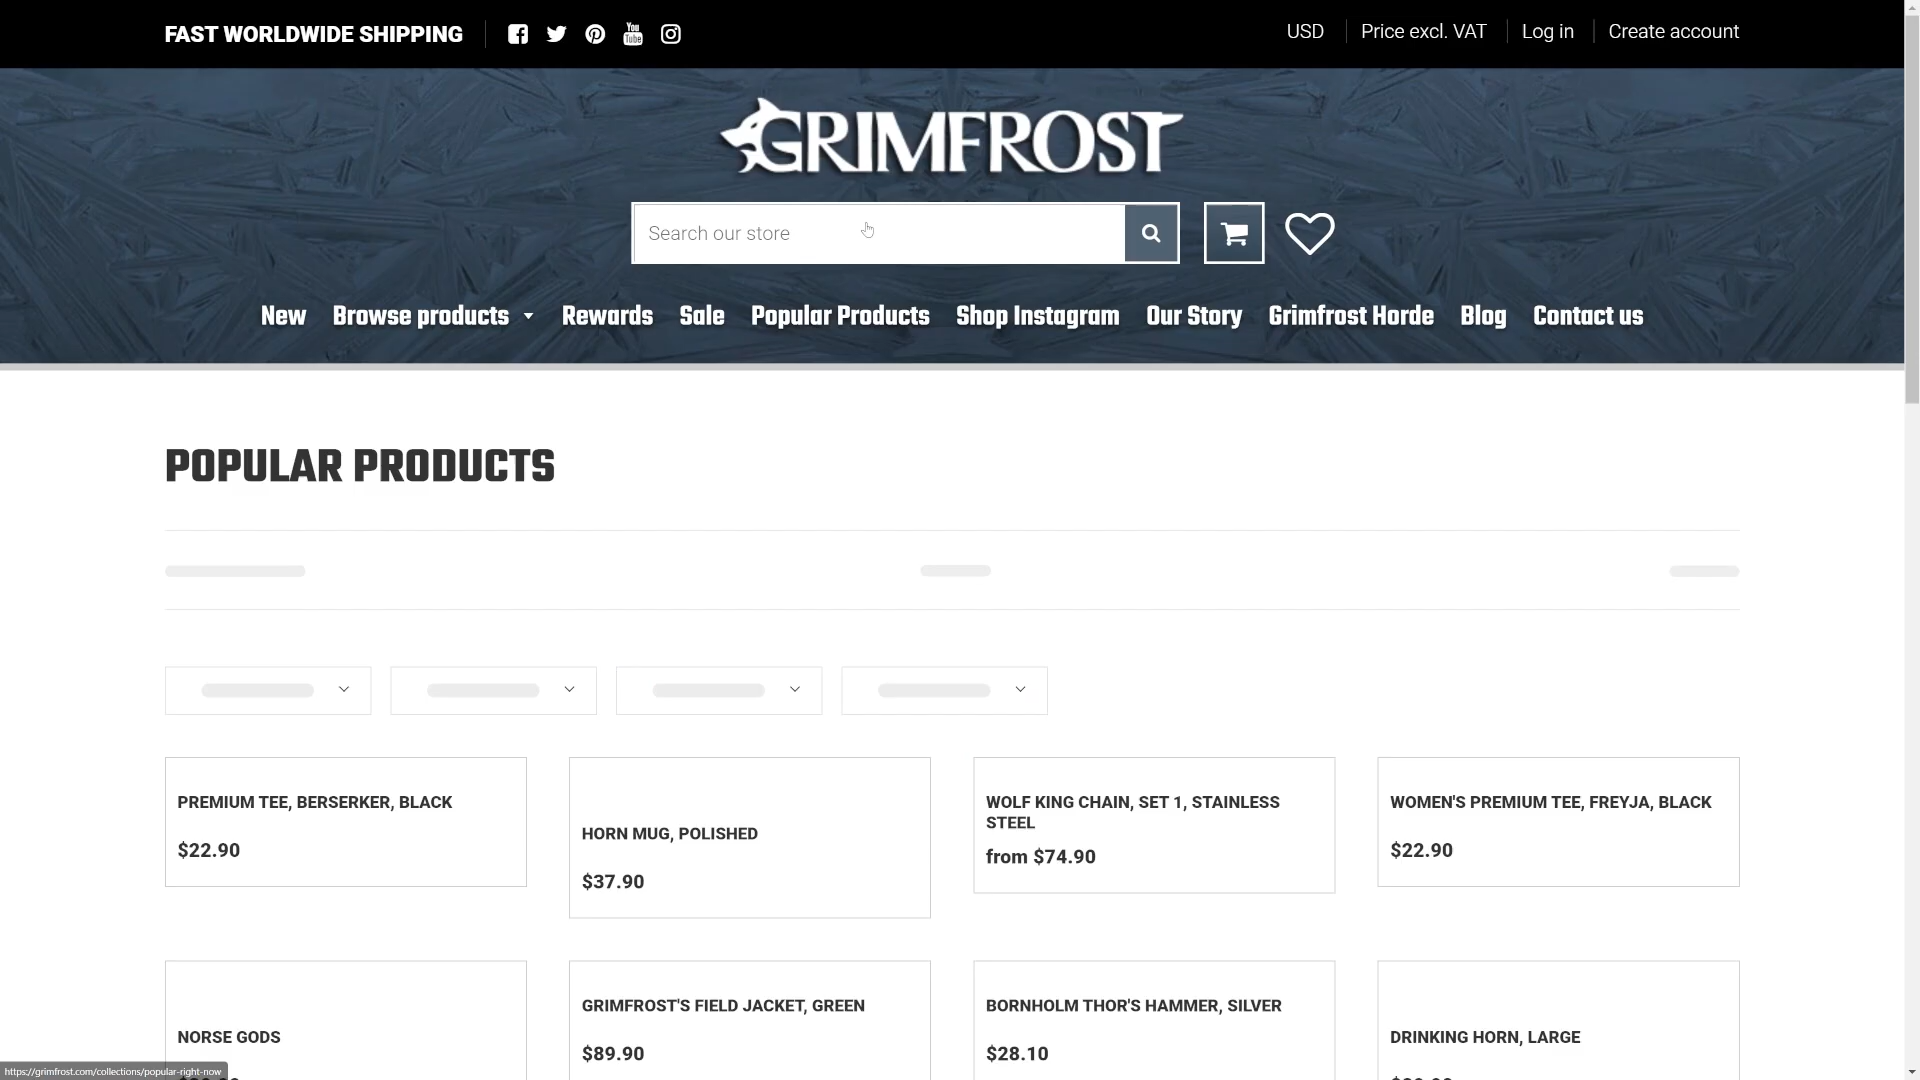 FAST WORLDWIDE SHIPPING
You
Tube
USD
Price excl. VAT
Log in
Create account
GRIMFROST
Search our store
New
Browse products
Rewards
Sale
Popular Products
Shop Instagram
Our Story
Grimfrost Horde
Blog
Contact us
POPULAR PRODUCTS
PREMIUM TEE, BERSERKER, BLACK
$22.90
HORN MUG, POLISHED
$37.90
WOLF KING CHAIN, SET 1, STAINLESS
STEEL
from $74.90
WOMEN'S PREMIUM TEE, FREYJA, BLACK
$22.90
NORSE GODS
GRIMFROST'S FIELD JACKET, GREEN
$89.90
BORNHOLM THOR'S HAMMER, SILVER
$28.10
DRINKING HORN, LARGE
https://grimfrost.com/collections/popular-right-now